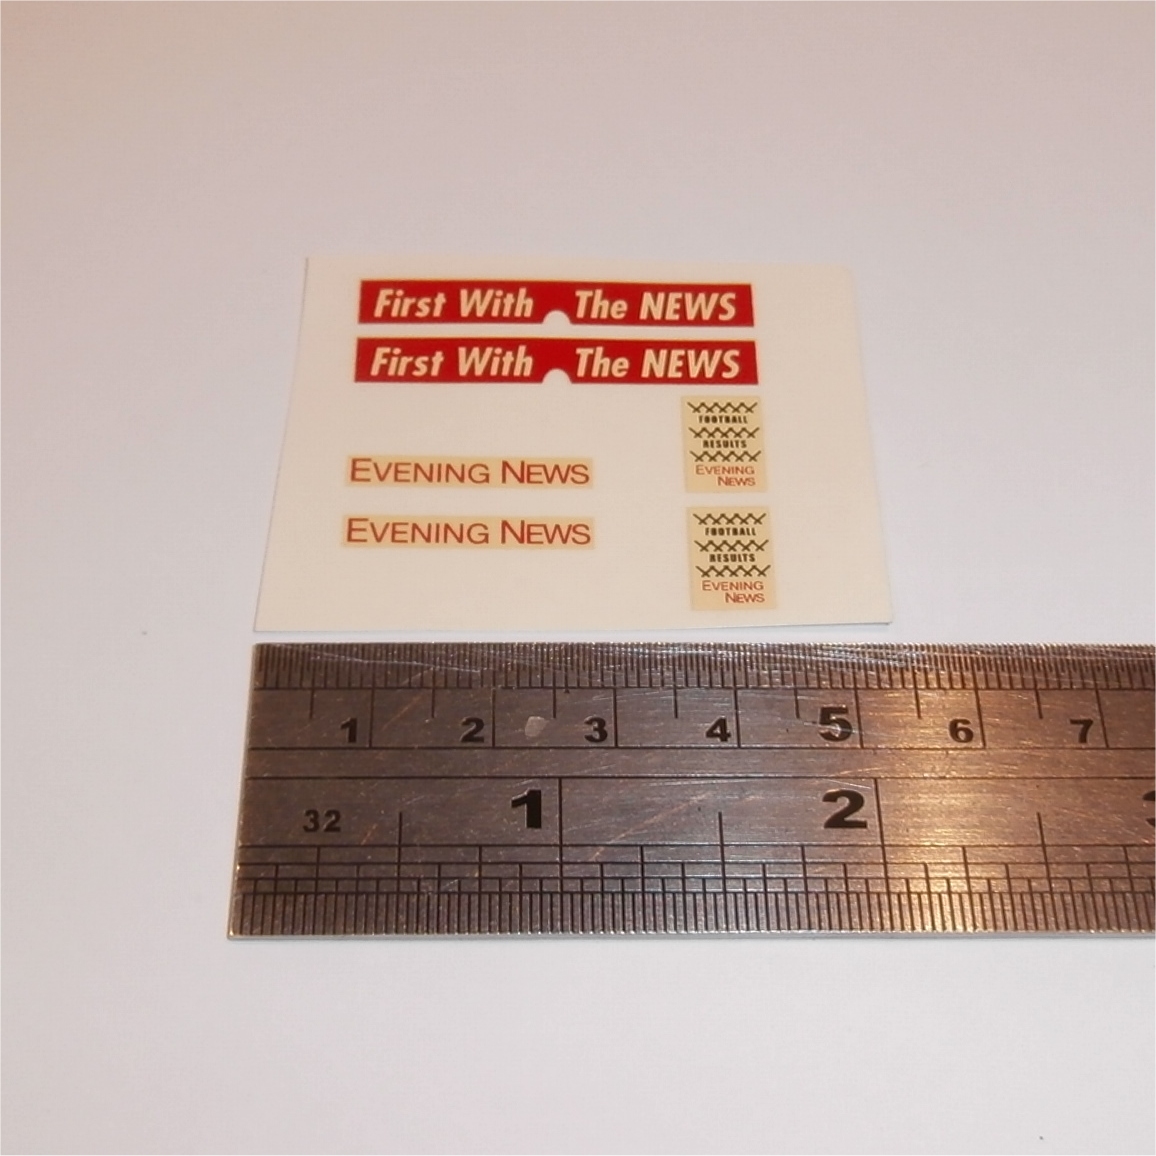 First With The NEWS
First With The NEWS
EVENING NEWS
EVENING NEWS
FOOTBALL
RESULTS
EVENING
NEWS
FOOTBALL
RESULTS
EVENING
NEWS
1 2 3 4 5 6 7
32 1 2